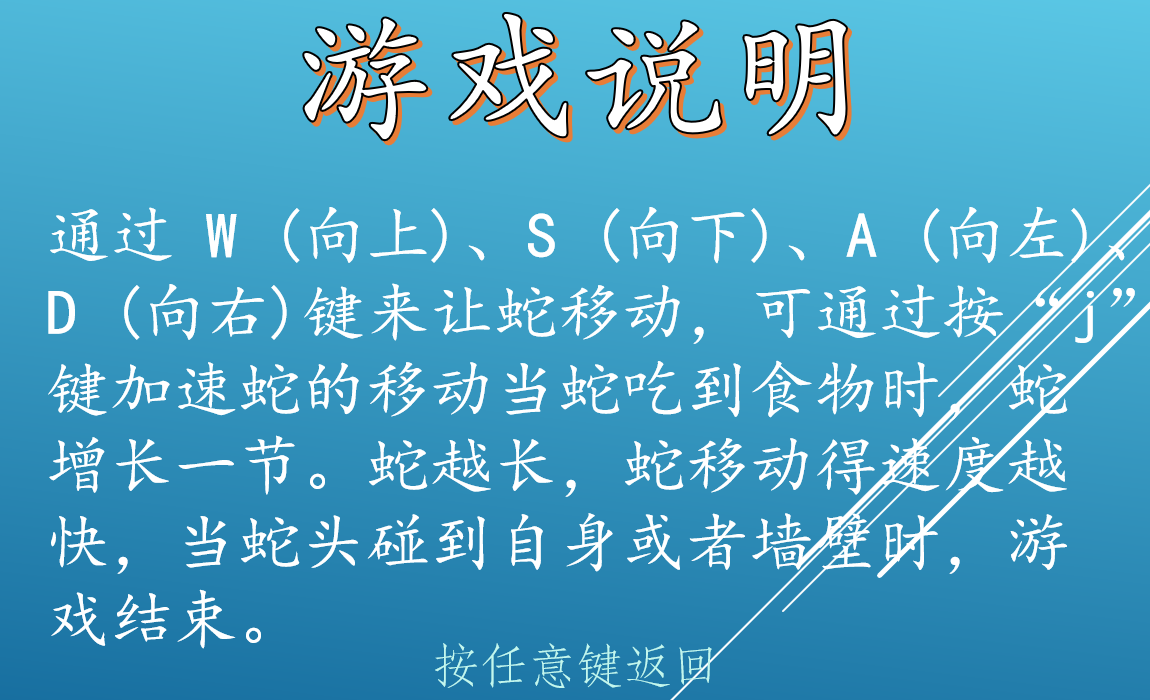 游戏说明
通过 W (向上)、S (向下)、A (向左)、
D (向右)键来让蛇移动，可通过按“j”
键加速蛇的移动当蛇吃到食物时，蛇
增长一节。蛇越长，蛇移动得速度越
快，当蛇头碰到自身或者墙壁时，游
戏结束。
按任意键返回